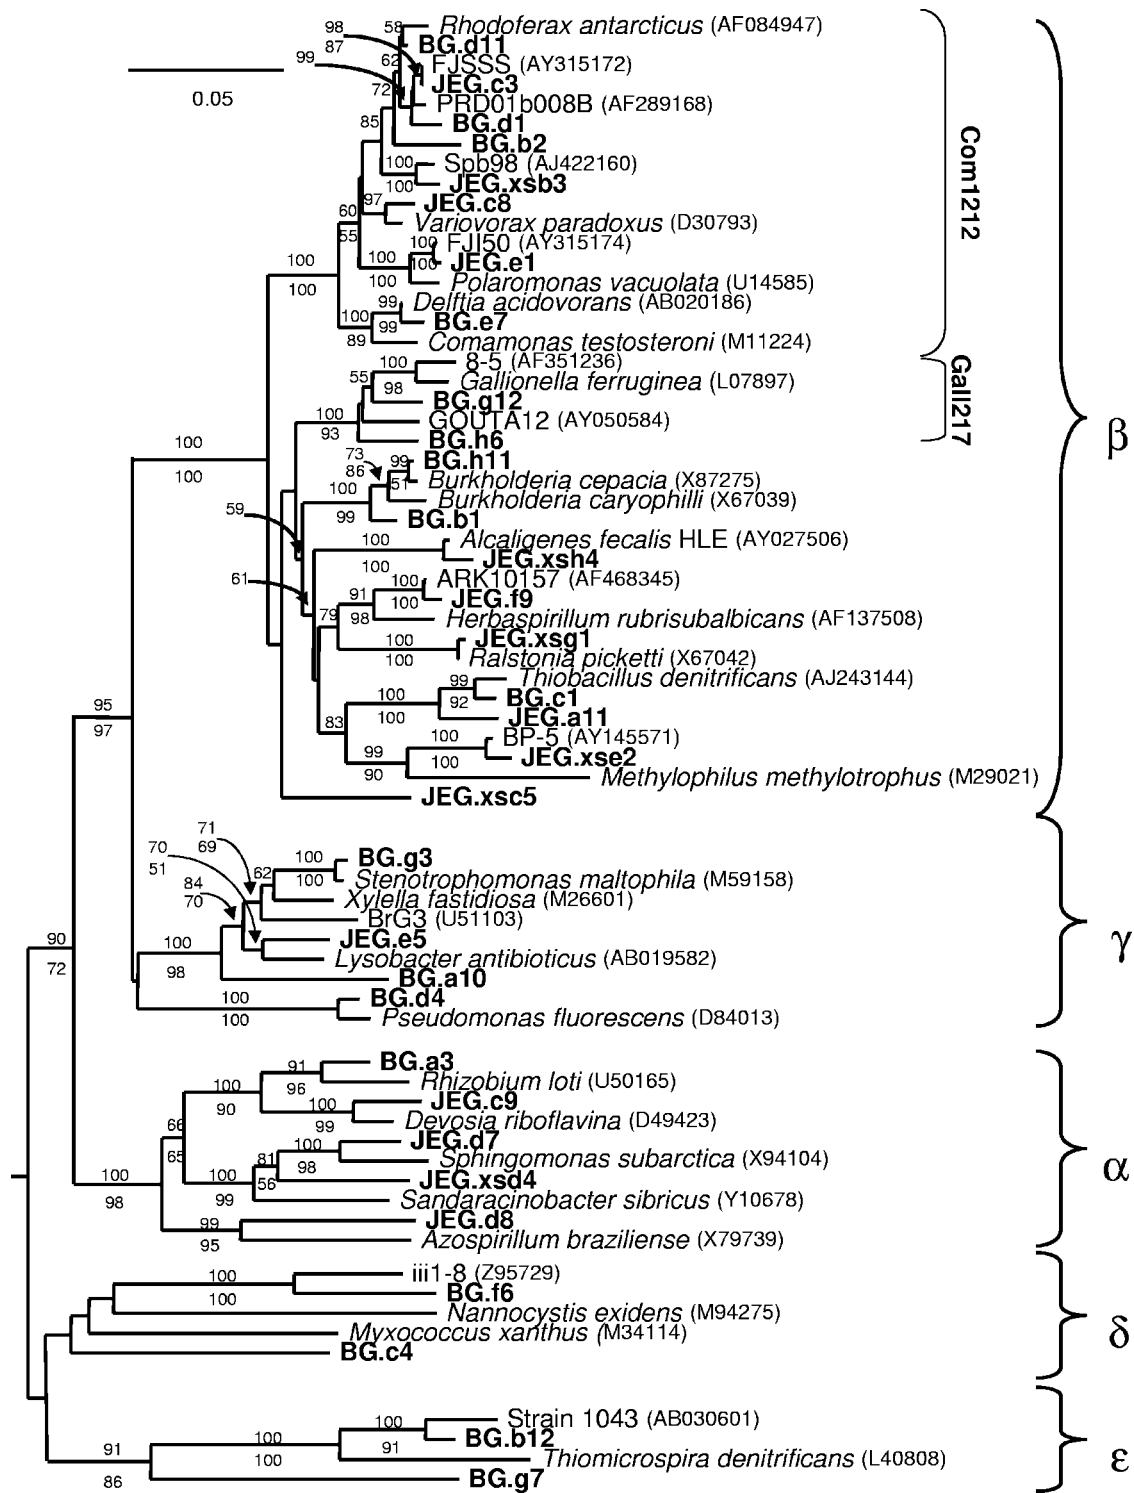 98
87
99
58
62
72
85
0.05
Rhodoferax antarcticus (AF084947)
BG.d11
FJSSS (AY315172)
JEG.c3
PRD01b008B (AF289168)
BG.d1
BG.b2
100
Spb98 (AJ422160)
100
JEG.xsb3
97
JEG.c8
60
Variovorax paradoxus (D30793)
55
100
FJI50 (AY315174)
100
100
JEG.e1
100
100
100
Polaromonas vacuolata (U14585)
99
Delftia acidovorans (AB020186)
100
99
BG.e7
89
Comamonas testosteroni (M11224)
Com1212
100
8-5 (AF351236)
55
98
Gallionella ferruginea (L07897)
BG.g12
100
GOUTA12 (AY050584)
93
BG.h6
Gall217
100
100
73
86
99
51
BG.h11
Burkholderia cepacia (X87275)
100
Burkholderia caryophilli (X67039)
99
BG.b1
59
100
Alcaligenes fecalis HLE (AY027506)
100
JEG.xsh4
61
100
ARK10157 (AF468345)
91
100
JEG.f9
79
98
Herbaspirillum rubrisubalbicans (AF137508)
100
JEG.xsg1
100
Ralstonia picketti (X67042)
99
Thiobacillus denitrificans (AJ243144)
100
92
BG.c1
100
JEG.a11
83
100
BP-5 (AY145571)
99
100
JEG.xse2
90
Methylophilus methylotrophus (M29021)
JEG.xsc5
β
95
97
71
69
70
51
84
70
62
100
BG.g3
100
Stenotrophomonas maltophila (M59158)
Xylella fastidiosa (M26601)
BrG3 (U51103)
JEG.e5
100
Lysobacter antibioticus (AB019582)
98
BG.a10
100
BG.d4
100
Pseudomonas fluorescens (D84013)
γ
90
72
91
BG.a3
100
96
Rhizobium loti (U50165)
90
100
JEG.c9
99
Devosia riboflavina (D49423)
66
65
100
JEG.d7
81
98
Sphingomonas subarctica (X94104)
100
56
JEG.xsd4
100
98
99
Sandaracinobacter sibricus (Y10678)
99
JEG.d8
95
Azospirillum braziliense (X79739)
α
100
iii1-8 (Z95729)
100
BG.f6
Nannocystis exidens (M94275)
Myxococcus xanthus (M34114)
BG.c4
δ
100
Strain 1043 (AB030601)
100
BG.b12
91
100
91
Thiomicrospira denitrificans (L40808)
86
BG.g7
ε